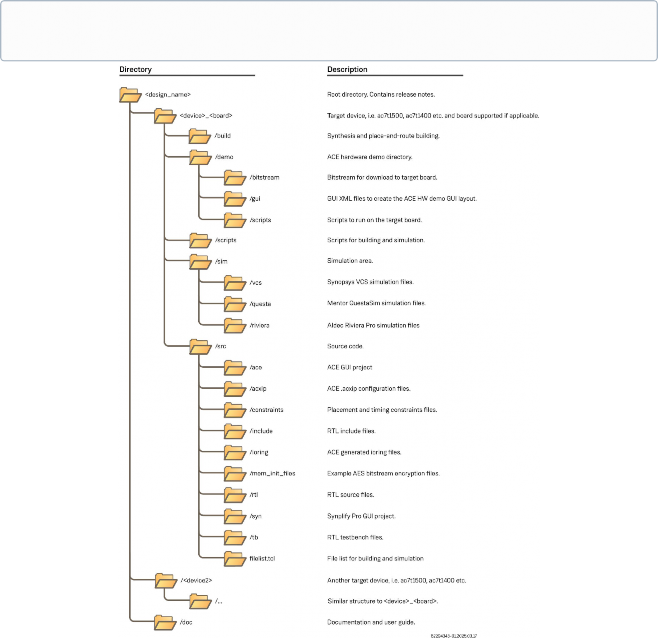 Directory Description
<design_name> Root directory. Contains release notes.
<device>_<board> Target device, i.e. ac7t1500, ac7t1400 etc. and board supported if applicable.
/build Synthesis and place-end-route building.
/demo ACE hardware demo directory.
/bitstream Bitstream for download to target board.
/gui GUI XML files to create the ACE HW demo GUI layout.
/scripts Scripts to run on the target board.
/scripts Scripts for building and simulation.
/sim Simulation area.
/vcs Synopsys VCS simulation files.
/questa Mentor QuestaSim simulation files.
/riviera Aldec Riviera Pro simulation files
/src Source code.
/ace ACE GUI project
/acxip ACE .acxip configuration files.
/constraints Placement and timing constraints files.
/include RTL include files.
/ioring ACE generated ioring files.
/mem_init_files Example AES bitstream encryption files.
/rtl RTL source files.
/syn Synplify Pro GUI project.
/tb RTL testbench files.
filelist.tcl File list for building and simulation
/<device2> Another target device, i.e. ac7t1500, ac7t1400 etc.
/... Similar structure to <device>_<board>.
/doc Documentation and user guide.